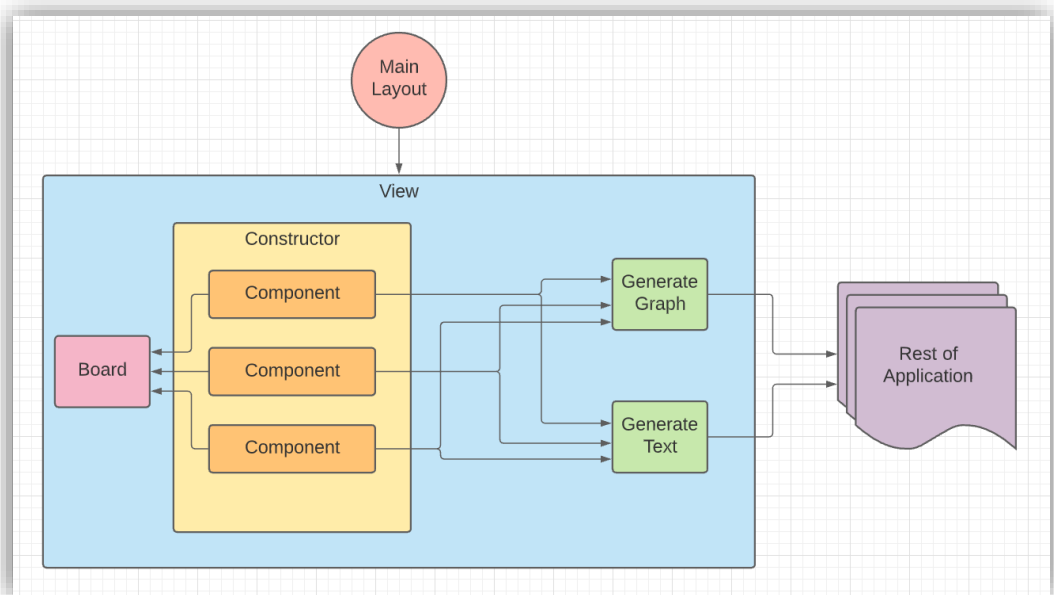 Main
Layout
View
Constructor
Component
Component
Component
Board
Generate
Graph
Generate
Text
Rest of
Application